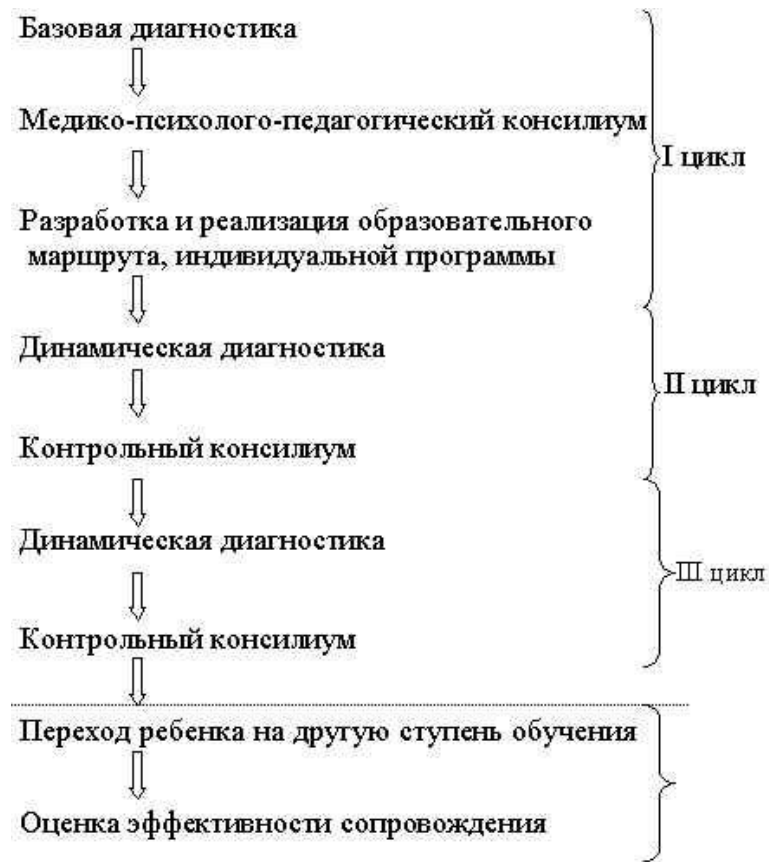 Базовая диагностика
Медико-психолого-педагогический консилиум
I цикл
Разработка и реализация образовательного
маршрута, индивидуальной программы
Динамическая диагностика
II цикл
Контрольный консилиум
Динамическая диагностика
III цикл
Контрольный консилиум
Переход ребенка на другую ступень обучения
Оценка эффективности сопровождения